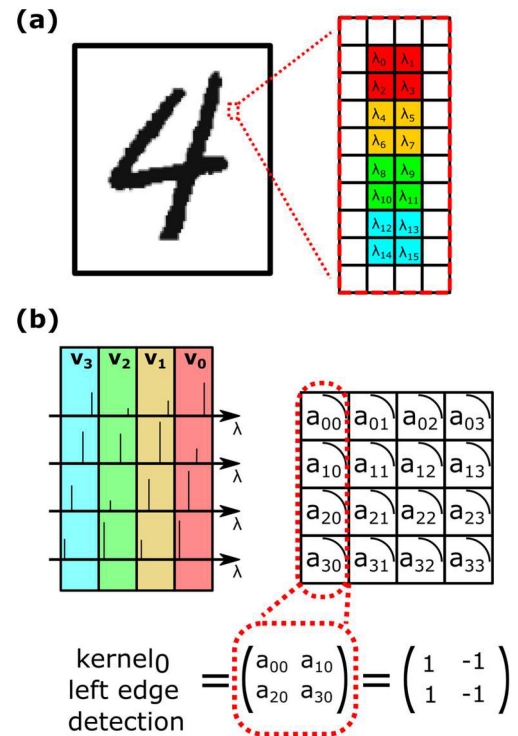 (a)
4
λ₀ λ₁
λ₂ λ₃
λ₄ λ₅
λ₆ λ₇
λ₈ λ₉
λ₁₀ λ₁₁
λ₁₂ λ₁₃
λ₁₄ λ₁₅
(b)
v₃ v₂ v₁ v₀
λ
λ
λ
λ
a₀₀ a₀₁ a₀₂ a₀₃
a₁₀ a₁₁ a₁₂ a₁₃
a₂₀ a₂₁ a₂₂ a₂₃
a₃₀ a₃₁ a₃₂ a₃₃
kernel₀
left edge
detection
= (a₀₀ a₁₀
a₂₀ a₃₀)
= (1 -1
1 -1)